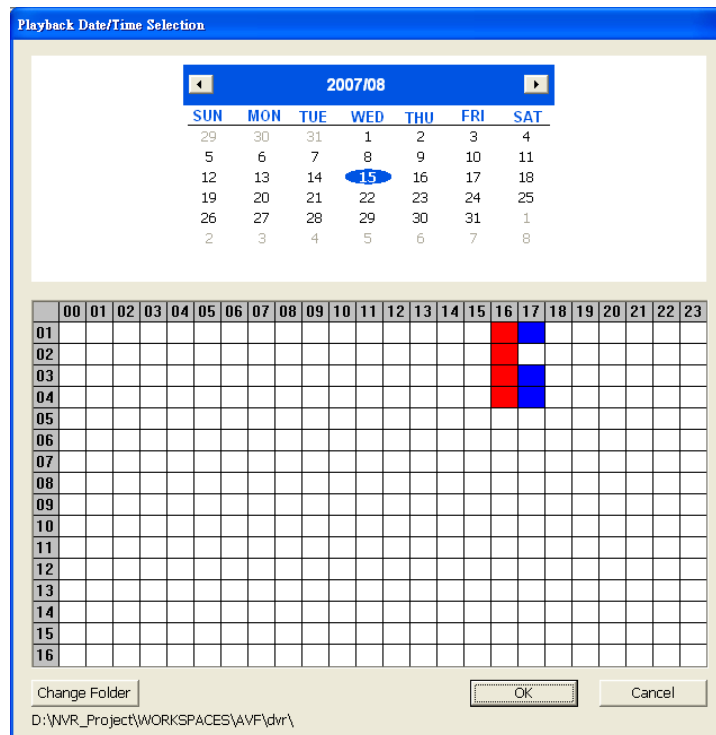 Playback Date/Time Selection
2007/08
SUN MON TUE WED THU FRI SAT
29 30 31 1 2 3 4
5 6 7 8 9 10 11
12 13 14 15 16 17 18
19 20 21 22 23 24 25
26 27 28 29 30 31 1
2 3 4 5 6 7 8
00 01 02 03 04 05 06 07 08 09 10 11 12 13 14 15 16 17 18 19 20 21 22 23
01
02
03
04
05
06
07
08
09
10
11
12
13
14
15
16
Change Folder OK Cancel
D:\NVR_Project\WORKSPACES\AVF\dvr\